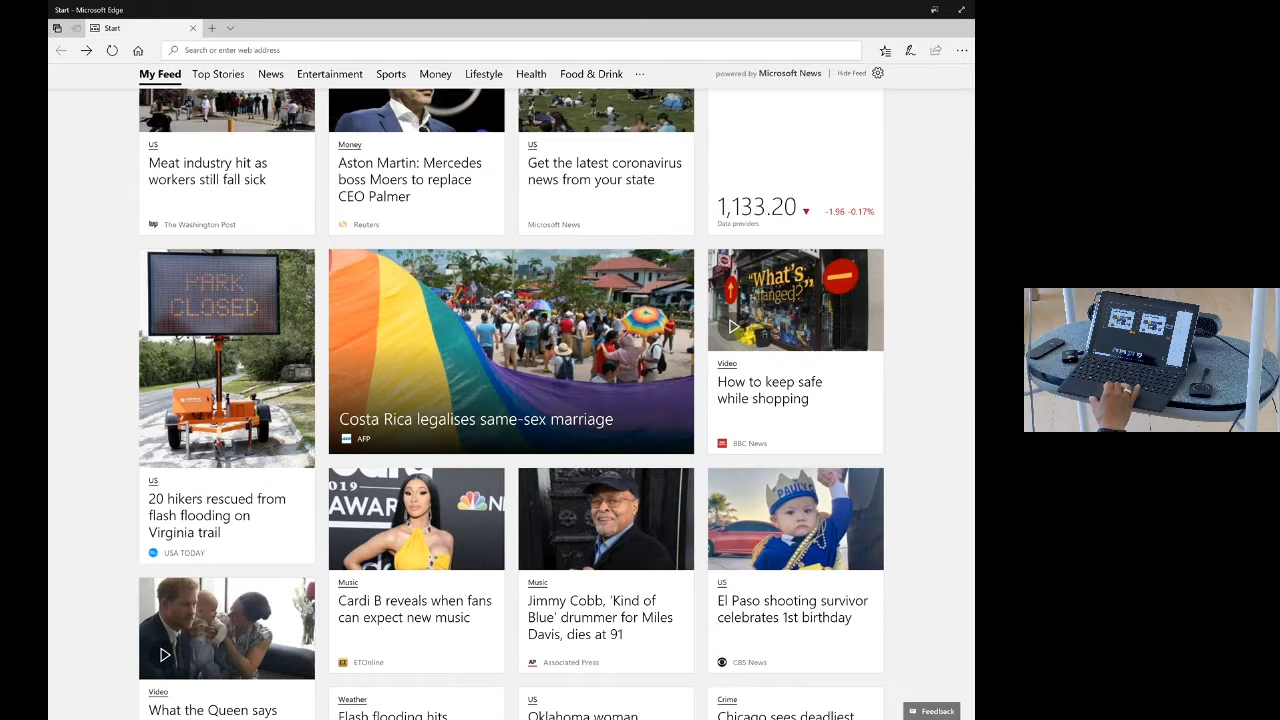 Start - Microsoft Edge
Start
Search or enter web address
My Feed Top Stories News Entertainment Sports Money Lifestyle Health Food & Drink ...
powered by Microsoft News | Hide Feed
US
Meat industry hit as
workers still fall sick
The Washington Post
Money
Aston Martin: Mercedes
boss Moers to replace
CEO Palmer
Reuters
US
Get the latest coronavirus
news from your state
Microsoft News
1,133.20 -1.96 -0.17%
Data providers
PARK
CLOSED
US
20 hikers rescued from
flash flooding on
Virginia trail
USA TODAY
Costa Rica legalises same-sex marriage
AFP
"What's
Video
How to keep safe
while shopping
BBC News
2019
AWARD
Music
Cardi B reveals when fans
can expect new music
ETOnline
Music
Jimmy Cobb, 'Kind of
Blue' drummer for Miles
Davis, dies at 91
AP Associated Press
US
El Paso shooting survivor
celebrates 1st birthday
CBS News
Video
What the Queen says
Weather
Flash flooding hits
US
Oklahoma woman
Crime
Chicago sees deadliest
Feedback